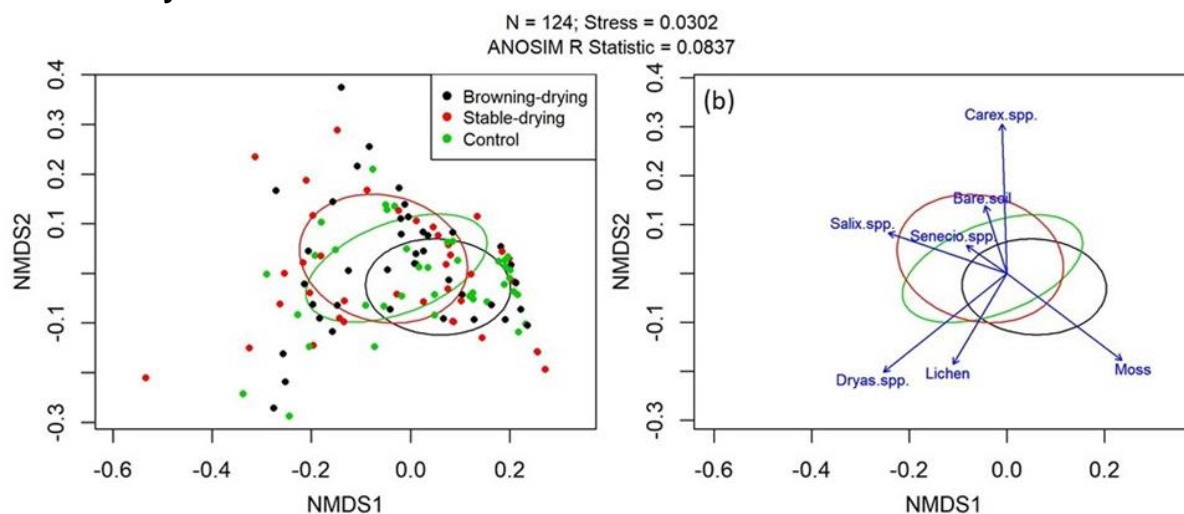 N = 124; Stress = 0.0302
ANOSIM R Statistic = 0.0837
Browning-drying
Stable-drying
Control
NMDS2
0.4
0.3
0.2
0.1
-0.1
-0.3
-0.6
-0.4
-0.2
0.0
0.2
NMDS1
(b)
Carex.spp.
Bare.soil
Salix.spp.
Senecio.spp.
Dryas.spp.
Lichen
Moss
NMDS2
0.4
0.3
0.2
0.1
-0.1
-0.3
-0.6
-0.4
-0.2
0.0
0.2
NMDS1